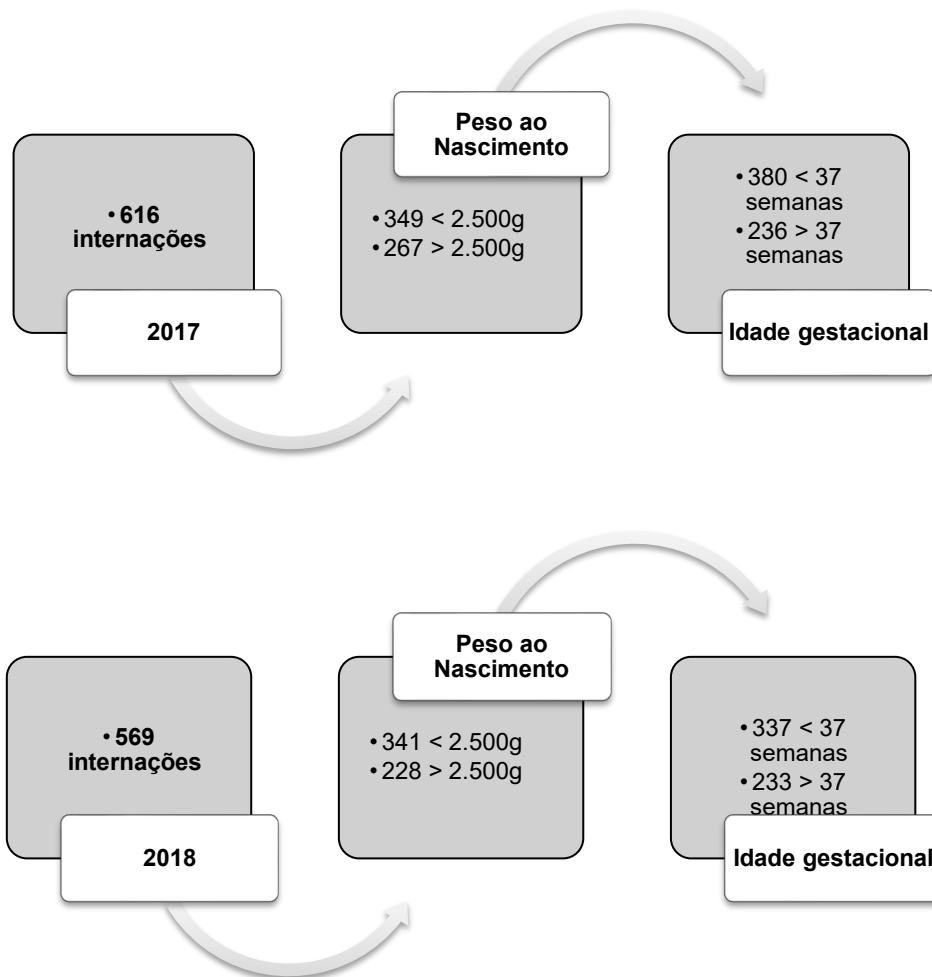 • 616
internações
2017
Peso ao
Nascimento
• 349 < 2.500g
• 267 > 2.500g
• 380 < 37
semanas
• 236 > 37
semanas
Idade gestacional
• 569
internações
2018
Peso ao
Nascimento
• 341 < 2.500g
• 228 > 2.500g
• 337 < 37
semanas
• 233 > 37
semanas
Idade gestacional